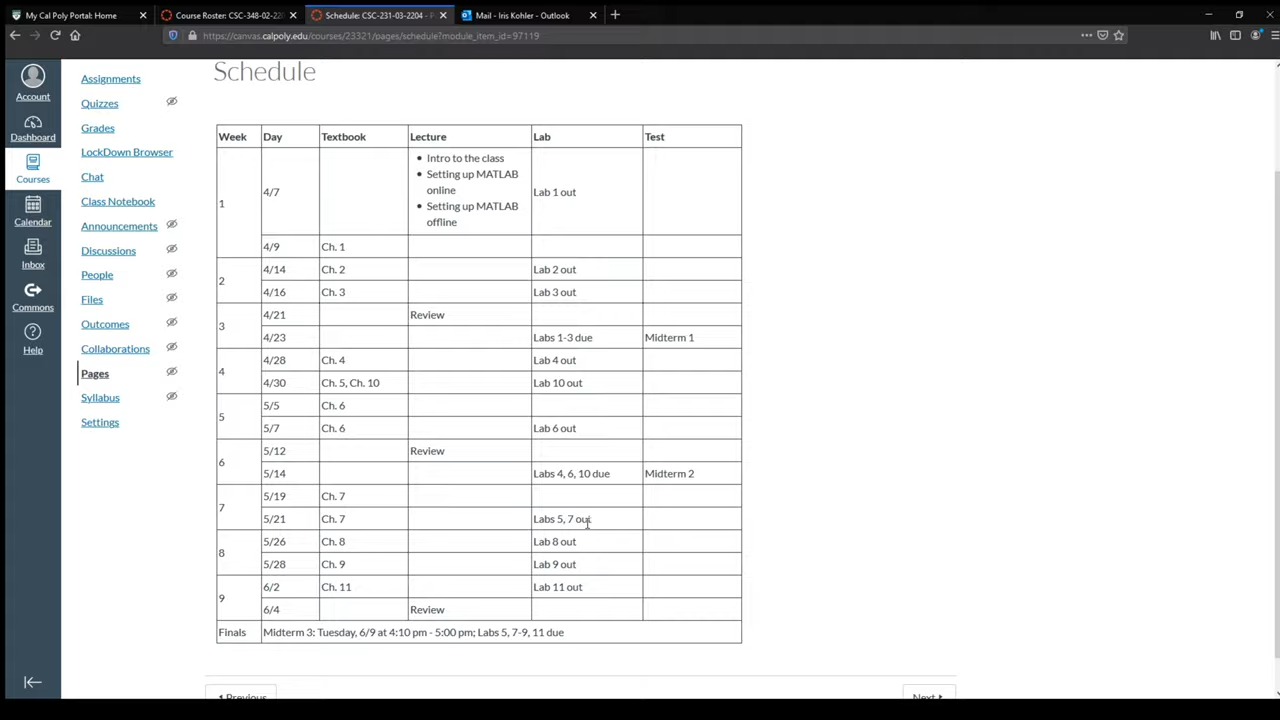 My Cal Poly Portal: Home
Course Roster: CSC-348-02-22
Schedule: CSC-231-03-2204 - P
Mail - Iris Kohler - Outlook
https://canvas.calpoly.edu/courses/23321/pages/schedule?module_item_id=97119
Account
Dashboard
Courses
Calendar
Inbox
Commons
Help
Assignments
Quizzes
Grades
LockDown Browser
Chat
Class Notebook
Announcements
Discussions
People
Files
Outcomes
Collaborations
Pages
Syllabus
Settings
Schedule
Week Day Textbook Lecture Lab Test
1 4/7 Lab 1 out
Intro to the class
Setting up MATLAB
online
Setting up MATLAB
offline
4/9 Ch. 1
2 4/14 Ch. 2 Lab 2 out
4/16 Ch. 3 Lab 3 out
3 4/21 Review
4/23 Labs 1-3 due Midterm 1
4 4/28 Ch. 4 Lab 4 out
4/30 Ch. 5, Ch. 10 Lab 10 out
5 5/5 Ch. 6
5/7 Ch. 6 Lab 6 out
6 5/12 Review
5/14 Labs 4, 6, 10 due Midterm 2
7 5/19 Ch. 7
5/21 Ch. 7 Labs 5, 7 out
8 5/26 Ch. 8 Lab 8 out
5/28 Ch. 9 Lab 9 out
9 6/2 Ch. 11 Lab 11 out
6/4 Review
Finals Midterm 3: Tuesday, 6/9 at 4:10 pm - 5:00 pm; Labs 5, 7-9, 11 due
Previous
Next